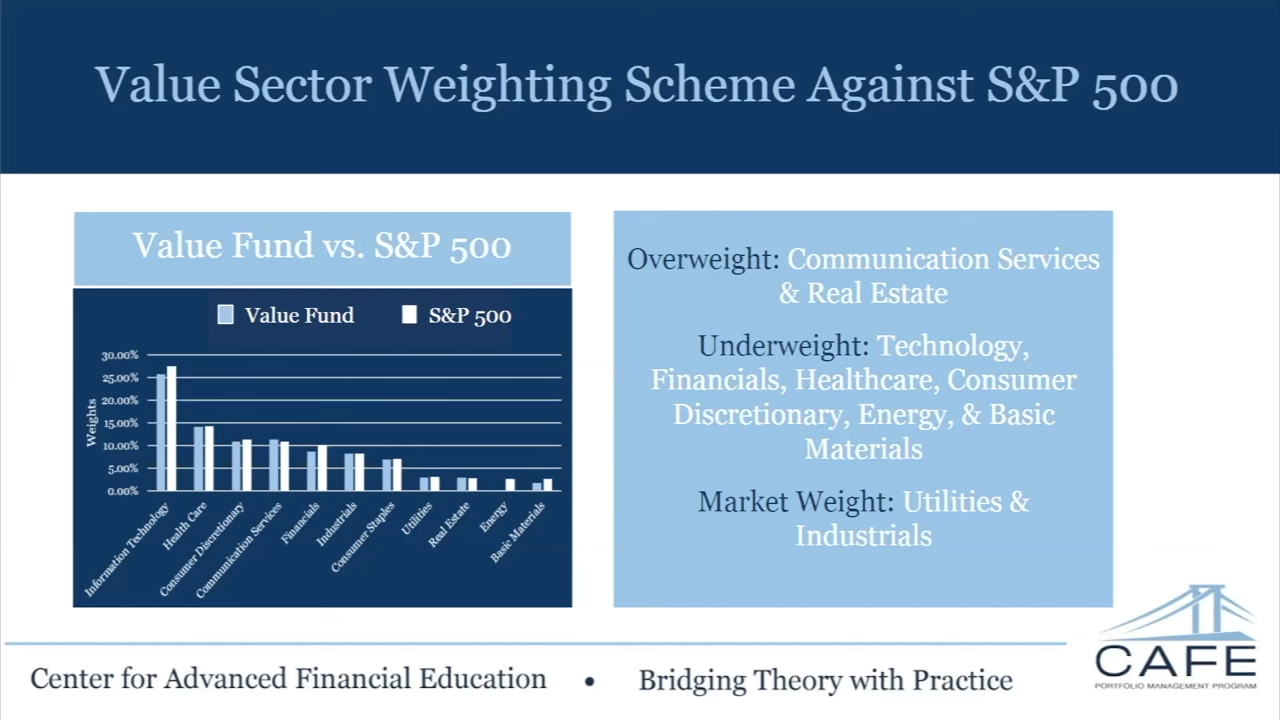 Value Sector Weighting Scheme Against S&P 500
Value Fund vs. S&P 500
Value Fund
S&P 500
Weights
30.00%
25.00%
20.00%
15.00%
10.00%
5.00%
0.00%
Information Technology
Health Care
Consumer Discretionary
Communication Services
Financials
Industrials
Consumer Staples
Utilities
Real Estate
Energy
Basic Materials
Overweight: Communication Services
& Real Estate
Underweight: Technology,
Financials, Healthcare, Consumer
Discretionary, Energy, & Basic
Materials
Market Weight: Utilities &
Industrials
Center for Advanced Financial Education • Bridging Theory with Practice
CAFE
PORTFOLIO MANAGEMENT PROGRAM